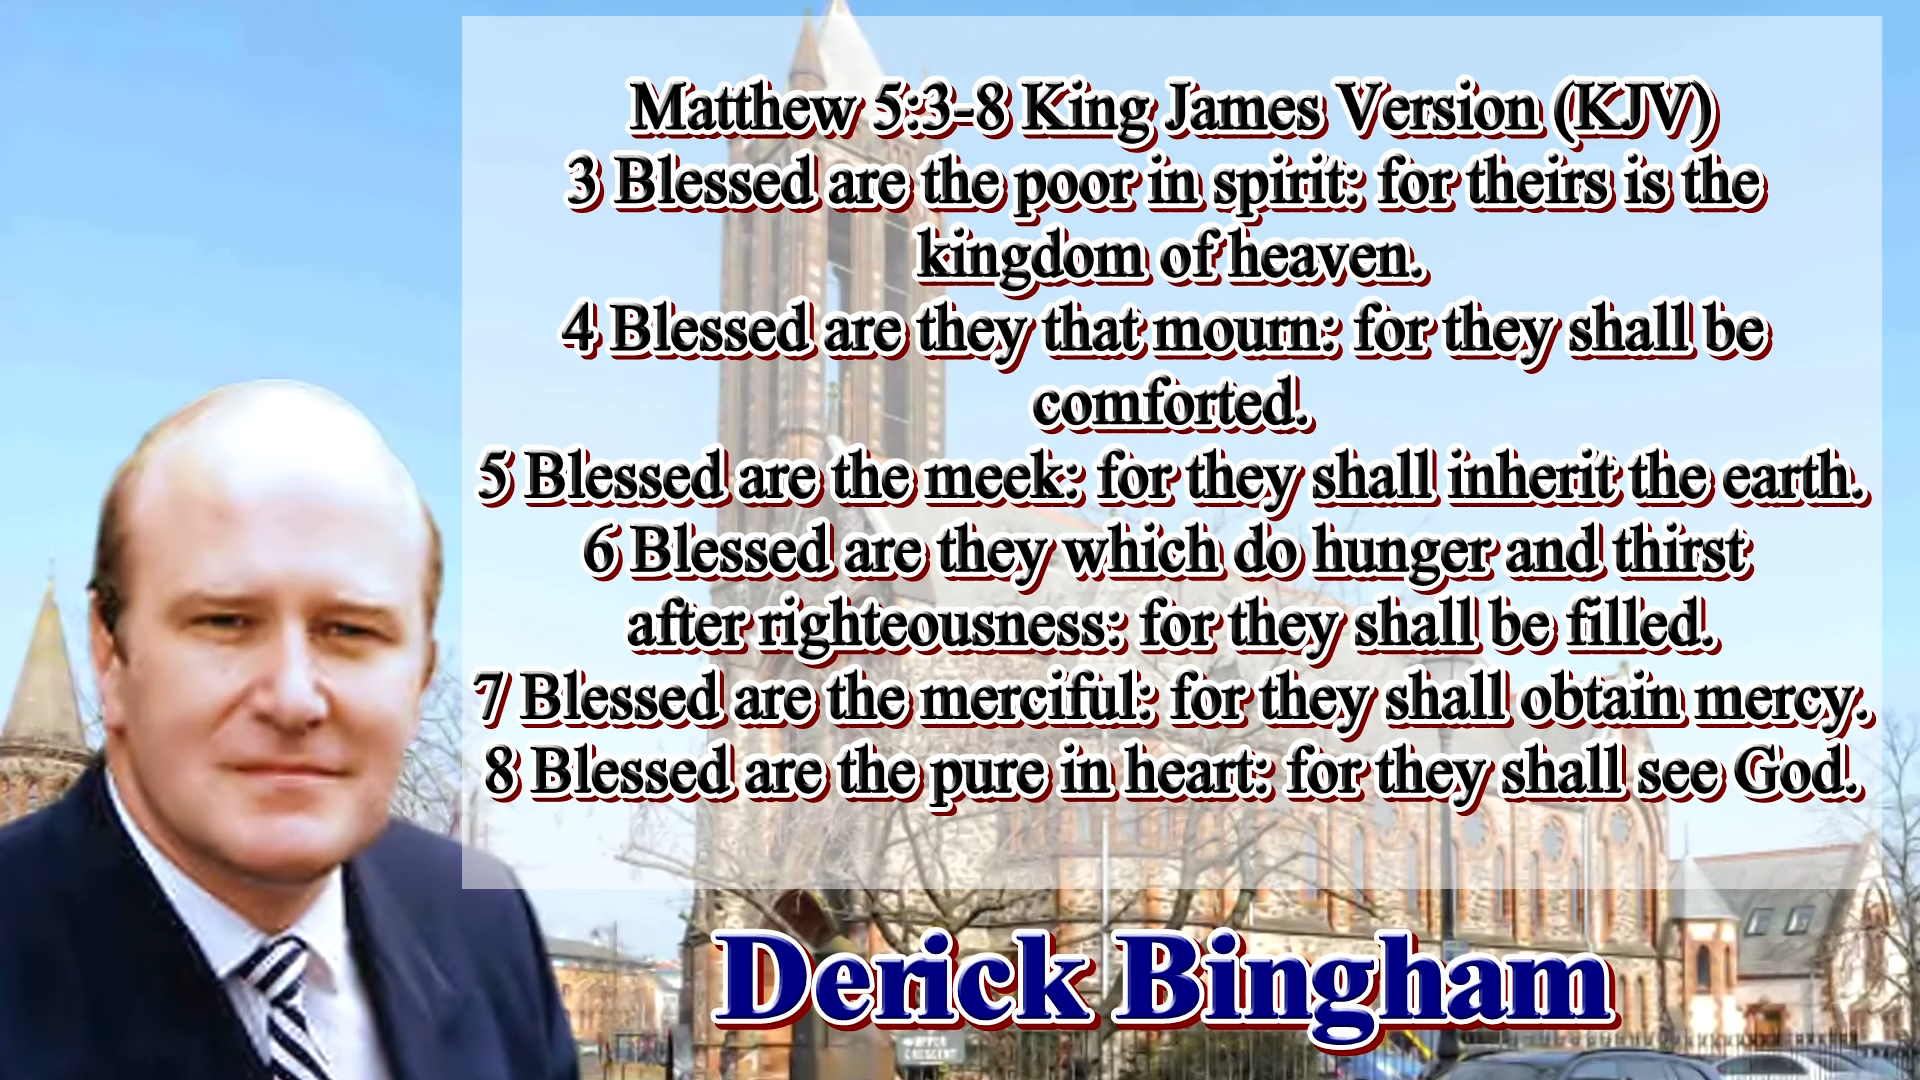 Matthew 5:3-8 King James Version (KJV)
3 Blessed are the poor in spirit: for theirs is the
kingdom of heaven.
4 Blessed are they that mourn: for they shall be
comforted.
5 Blessed are the meek: for they shall inherit the earth.
6 Blessed are they which do hunger and thirst
after righteousness: for they shall be filled.
7 Blessed are the merciful: for they shall obtain mercy.
8 Blessed are the pure in heart: for they shall see God.
Derick Bingham
UPPER
CRESCENT